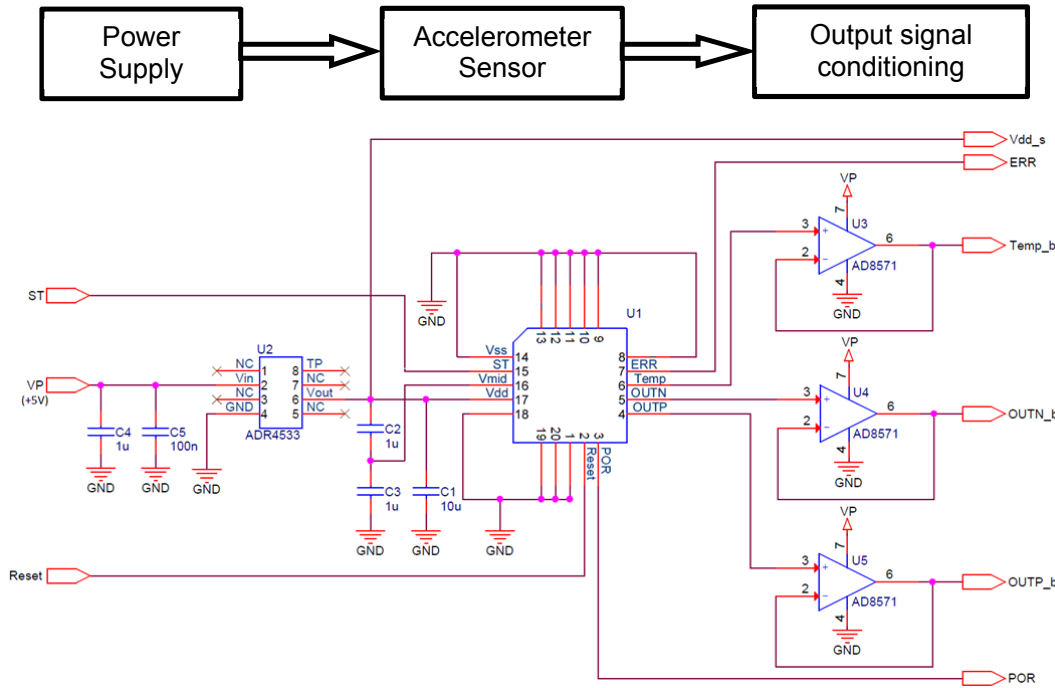 Power
Supply
Accelerometer
Sensor
Output signal
conditioning
Vdd_s
ERR
VP
7
U3
3
+
6
Temp_b
2
-
AD8571
4
GND
GND
13
12
11
10
9
U1
ST
Vss
14
8
ST
15
7
ERR
Vmid
16
6
Temp
Vdd
17
5
OUTN
18
4
OUTP
19
20
1
2
3
Reset
POR
U2
NC
1
8
TP
VP
(+5V)
Vin
2
7
NC
NC
3
6
Vout
GND
4
5
NC
ADR4533
C4
1u
C5
100n
GND
GND
GND
C2
1u
C3
1u
C1
10u
GND
GND
GND
VP
7
U4
3
+
6
OUTN_b
2
-
AD8571
4
GND
VP
7
U5
3
+
6
OUTP_b
2
-
AD8571
4
GND
Reset
POR